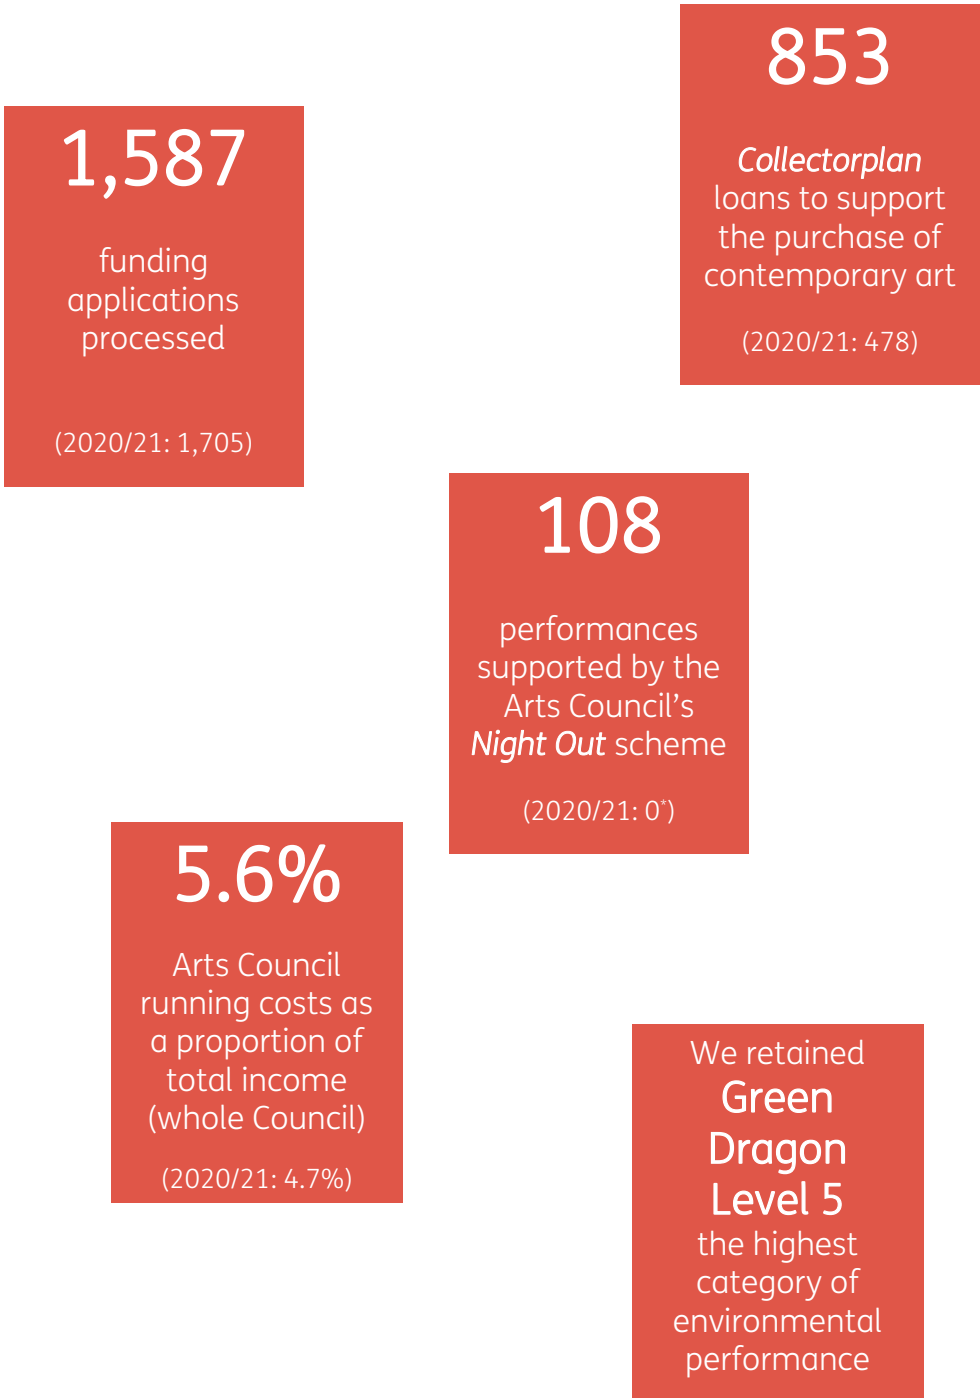 853
Collectorplan
loans to support
the purchase of
contemporary art
(2020/21: 478)
1,587
funding
applications
processed
(2020/21: 1,705)
108
performances
supported by the
Arts Council’s
Night Out scheme
(2020/21: 0*)
5.6%
Arts Council
running costs as
a proportion of
total income
(whole Council)
(2020/21: 4.7%)
We retained
Green
Dragon
Level 5
the highest
category of
environmental
performance